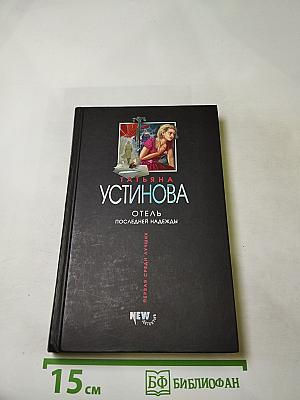 ТАТЬЯНА
УСТИНОВА
ОТЕЛЬ
ПОСЛЕДНЕЙ НАДЕЖДЫ
ПЕРВАЯ СРЕДИ ЛУЧШИХ
NEW
15 см
БФ БИБЛИОФАН